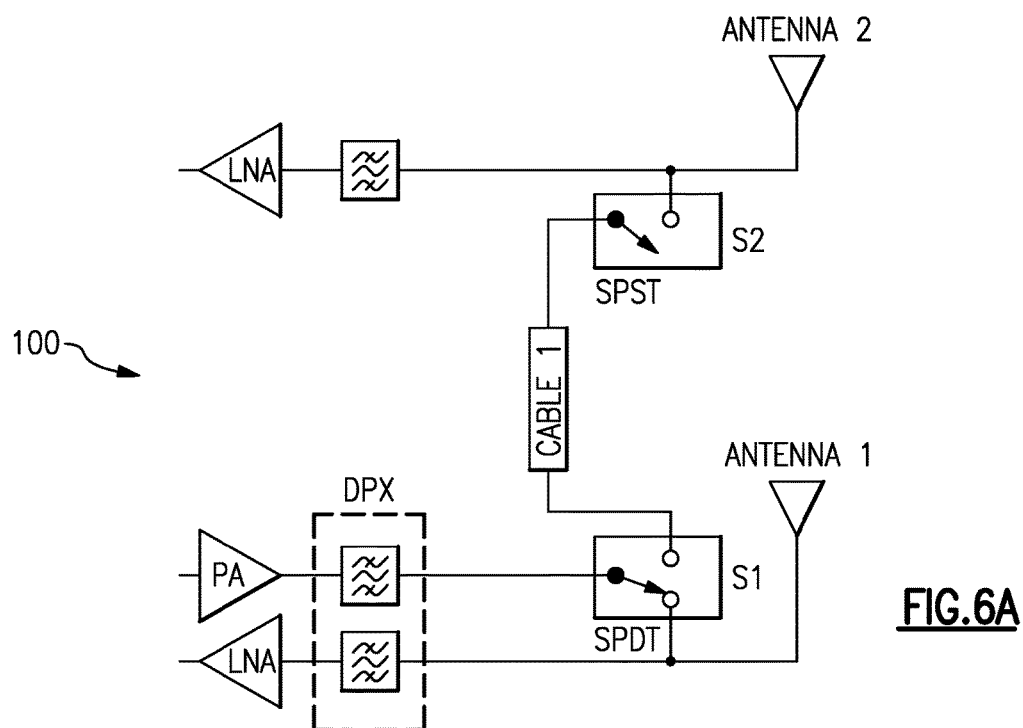 ANTENNA 2
LNA
S2
SPST
100
CABLE 1
ANTENNA 1
DPX
PA
S1
FIG.6A
SPDT
LNA